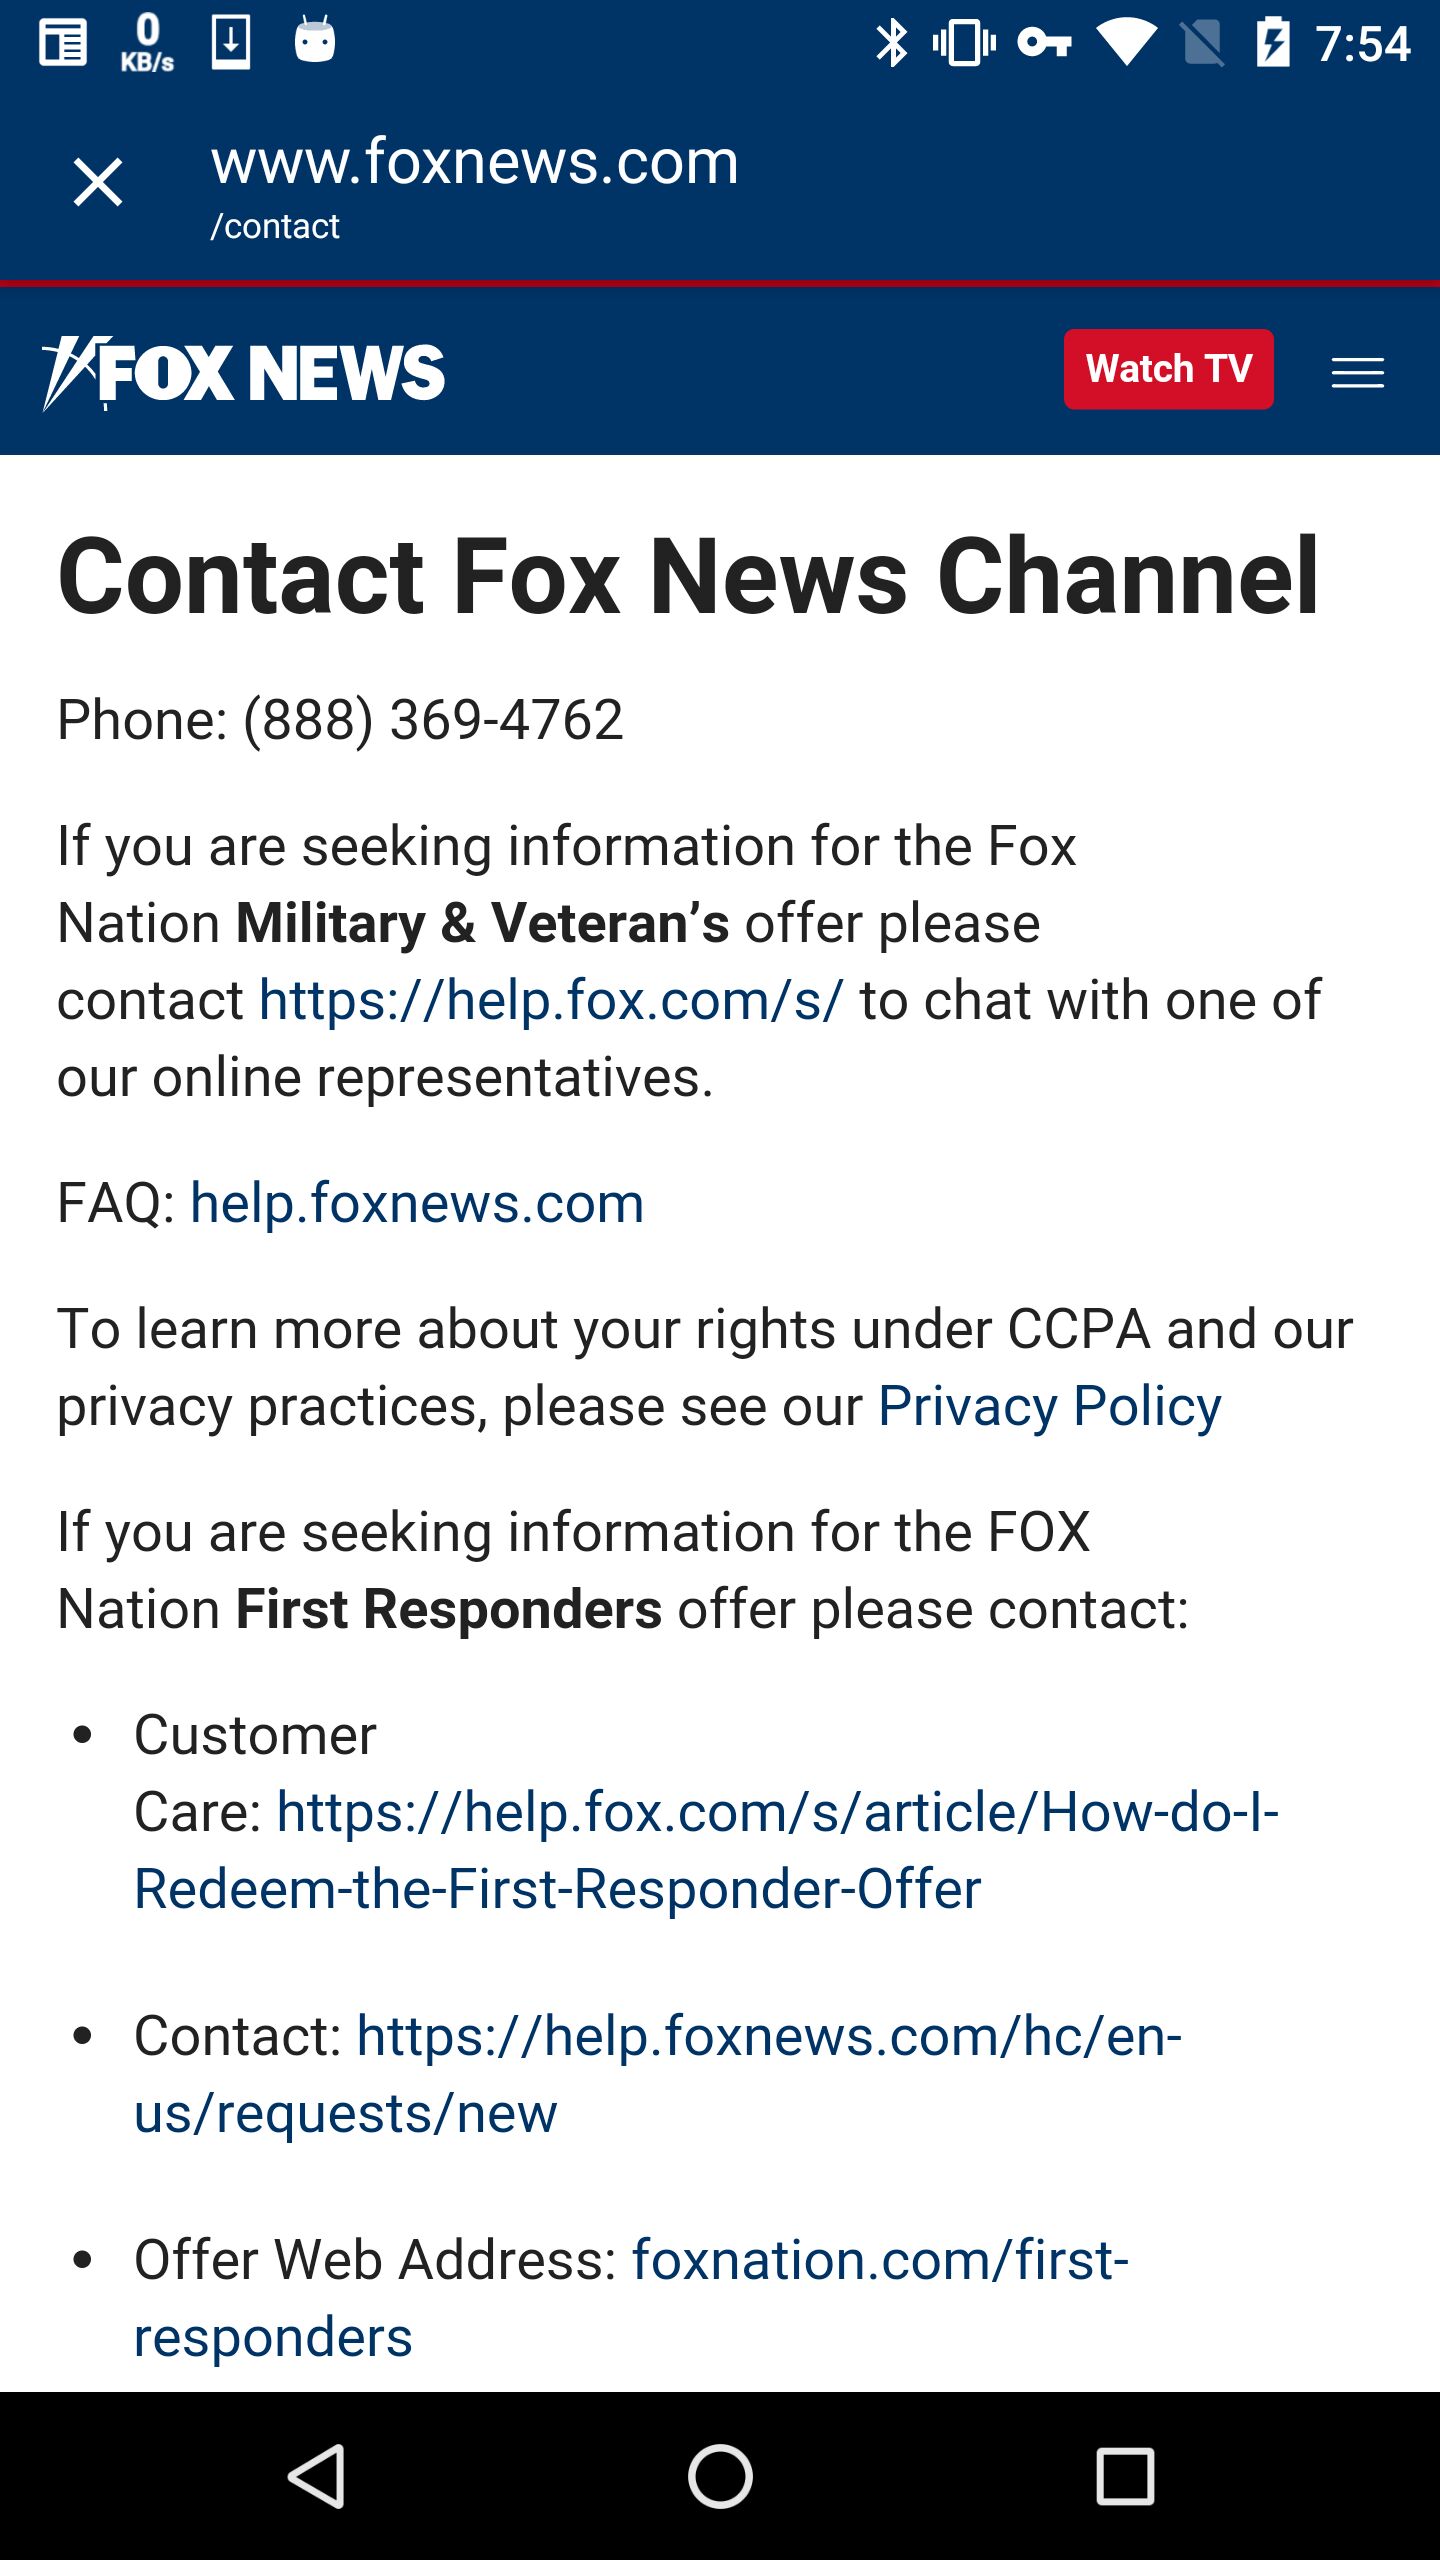 0
KB/s
7:54
www.foxnews.com
/contact
FOX NEWS
Watch TV
Contact Fox News Channel
Phone: (888) 369-4762
If you are seeking information for the Fox
Nation Military & Veteran’s offer please
contact https://help.fox.com/s/ to chat with one of
our online representatives.
FAQ: help.foxnews.com
To learn more about your rights under CCPA and our
privacy practices, please see our Privacy Policy
If you are seeking information for the FOX
Nation First Responders offer please contact:
• Customer
Care: https://help.fox.com/s/article/How-do-I-
Redeem-the-First-Responder-Offer
• Contact: https://help.foxnews.com/hc/en-
us/requests/new
• Offer Web Address: foxnation.com/first-
responders